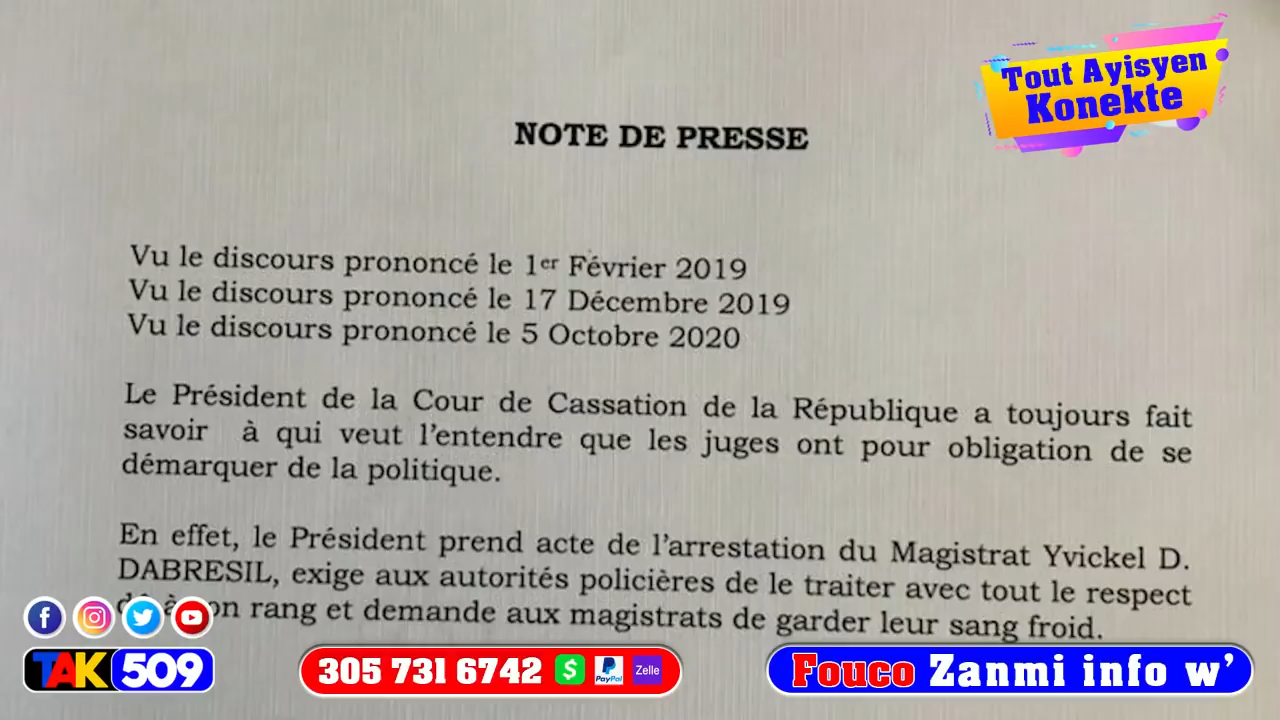 Tout Ayisyen
Konekte
NOTE DE PRESSE
Vu le discours prononcé le 1er Février 2019
Vu le discours prononcé le 17 Décembre 2019
Vu le discours prononcé le 5 Octobre 2020
Le Président de la Cour de Cassation de la République a toujours fait
savoir à qui veut l'entendre que les juges ont pour obligation de se
démarquer de la politique.
En effet, le Président prend acte de l'arrestation du Magistrat Yvickel D.
DABRESIL, exige aux autorités policières de le traiter avec tout le respect
rang et demande aux magistrats de garder leur sang froid.
TAK 509
305 731 6742 $ PayPal Zelle
Fouco Zanmi info w'